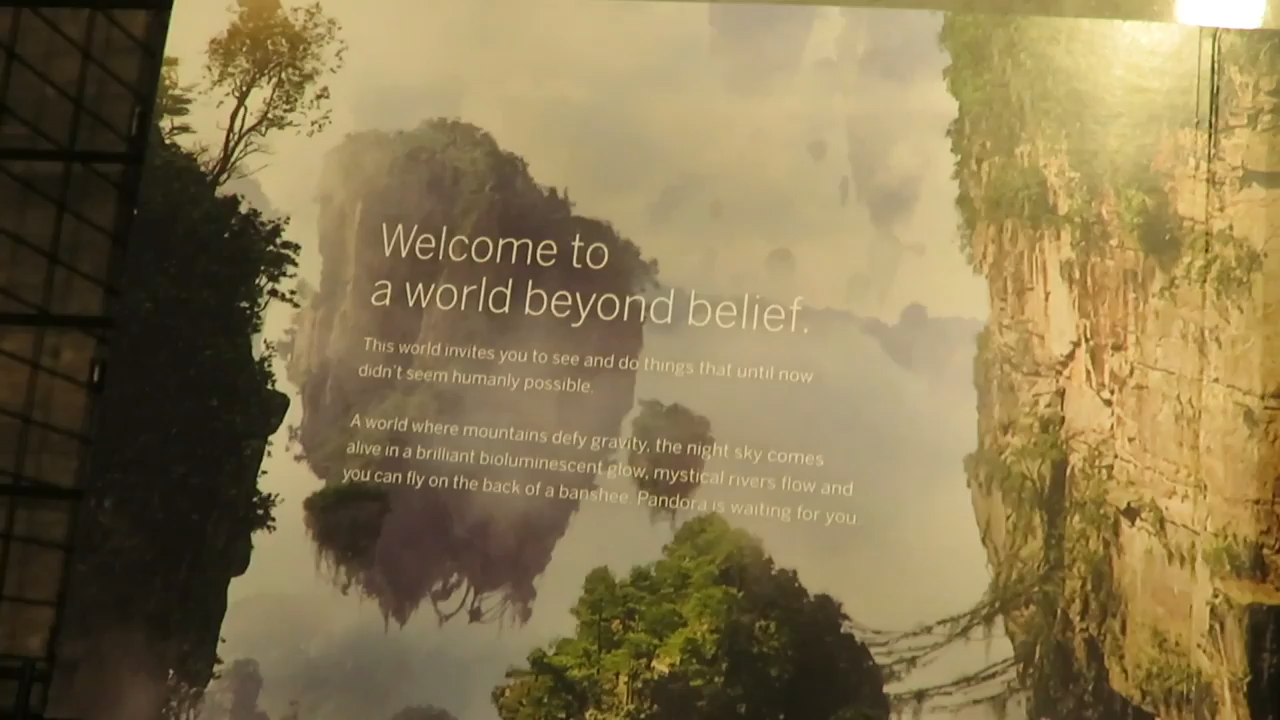 Welcome to
a world beyond belief.
This world invites you to see and do things that until now
didn't seem humanly possible.
A world where mountains defy gravity, the night sky comes
alive in a brilliant bioluminescent glow, mystical rivers flow and
you can fly on the back of a banshee. Pandora is waiting for you.